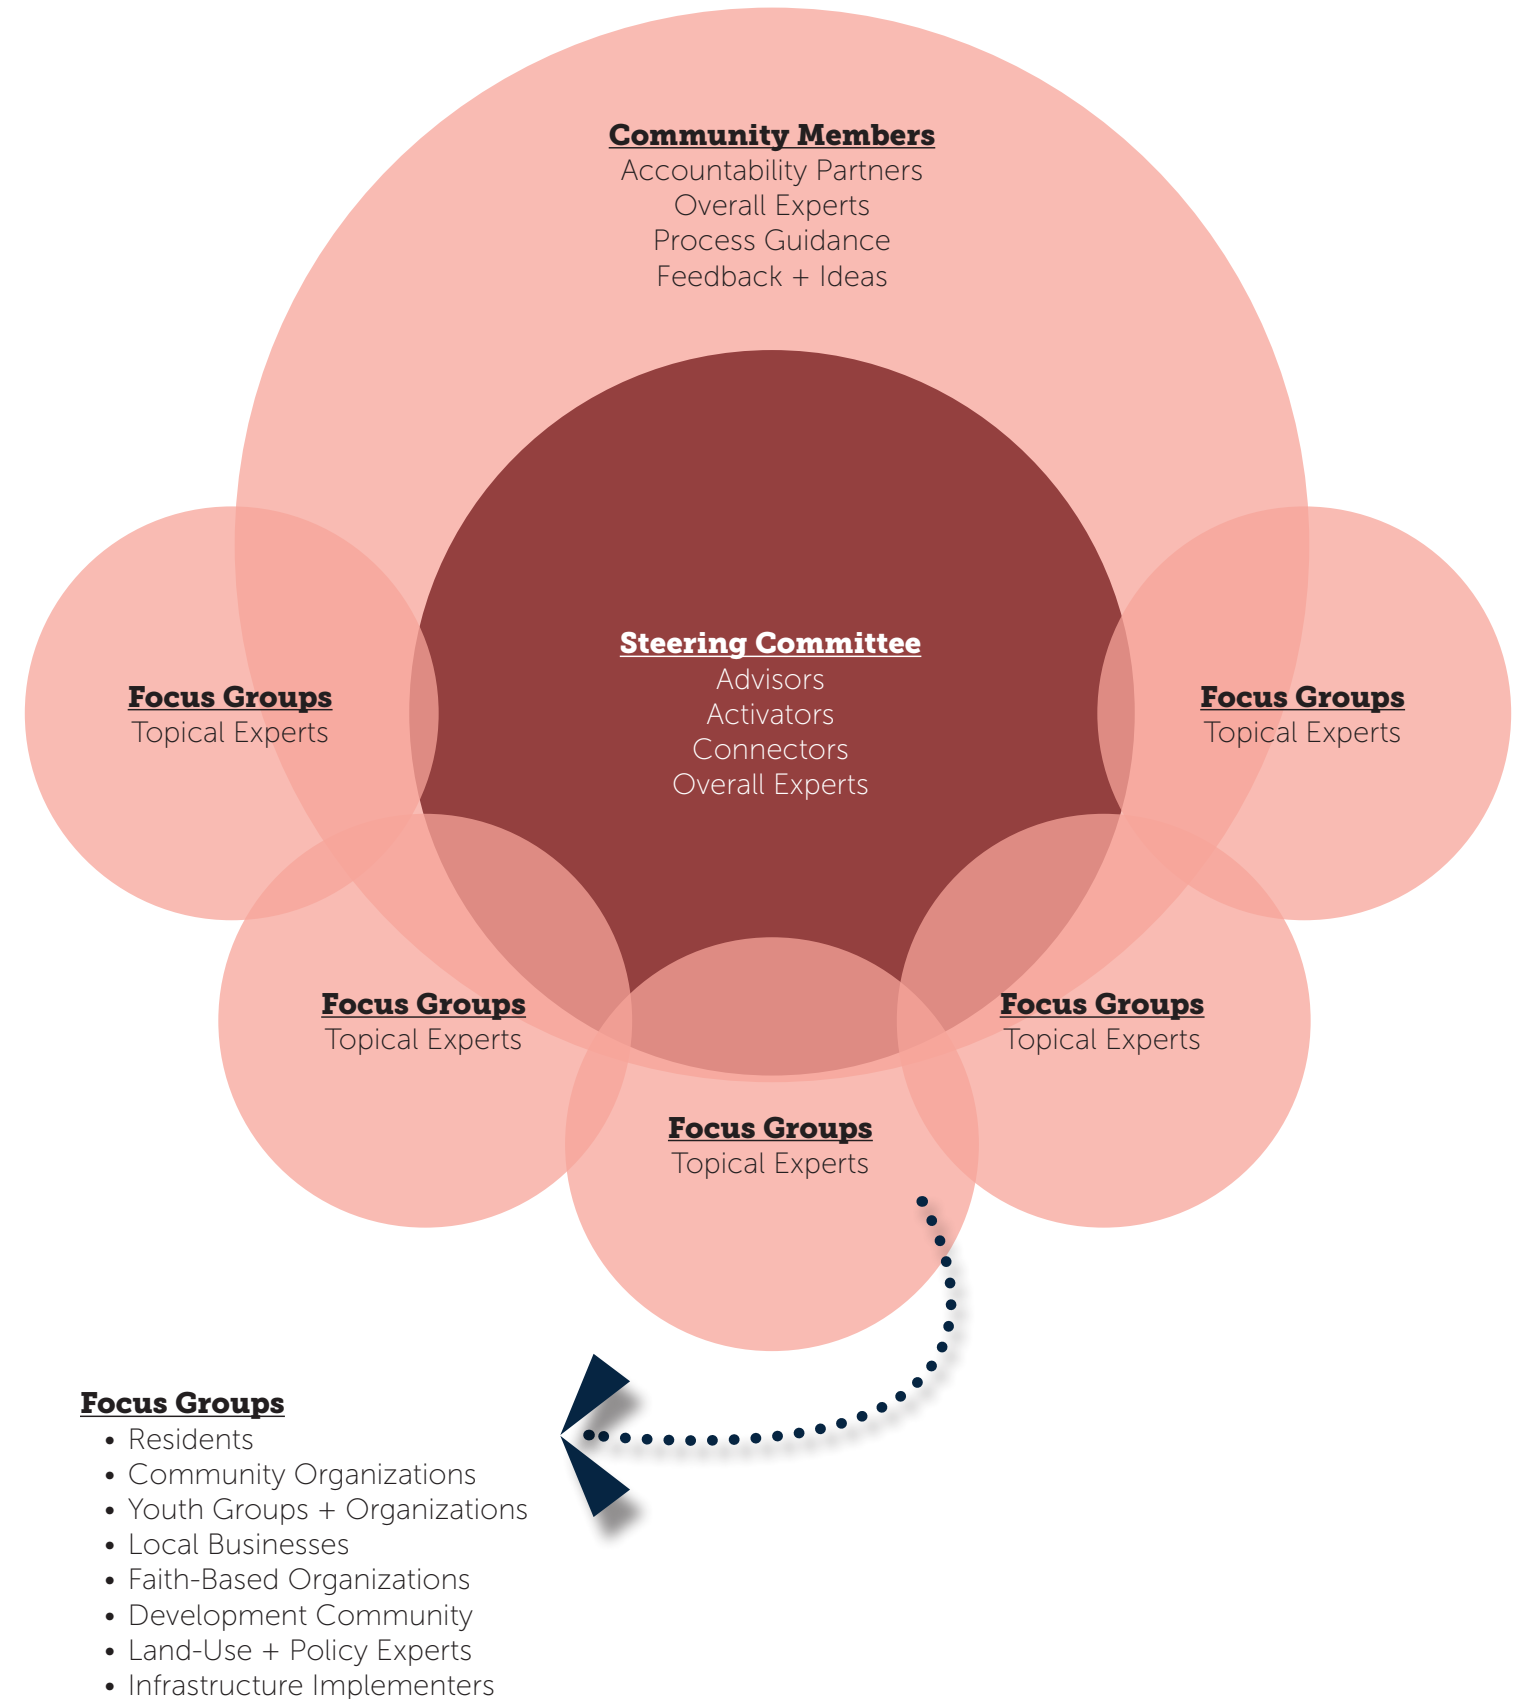 Community Members
Accountability Partners
Overall Experts
Process Guidance
Feedback + Ideas
Steering Committee
Advisors
Activators
Connectors
Overall Experts
Focus Groups
Topical Experts
Focus Groups
Topical Experts
Focus Groups
Topical Experts
Focus Groups
Topical Experts
Focus Groups
Topical Experts
Focus Groups
• Residents
• Community Organizations
• Youth Groups + Organizations
• Local Businesses
• Faith-Based Organizations
• Development Community
• Land-Use + Policy Experts
• Infrastructure Implementers